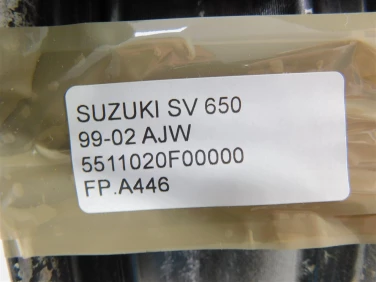 SUZUKI SV 650
99-02 AJW
5511020F00000
FP.A446